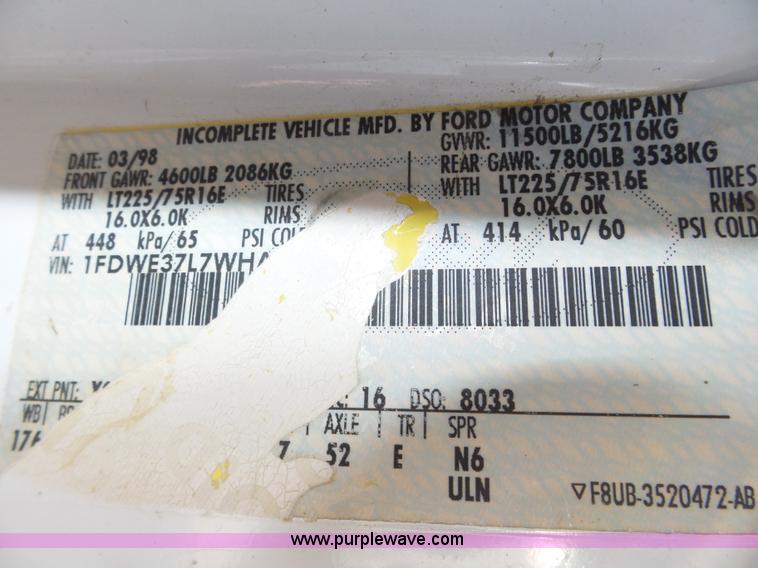 INCOMPLETE VEHICLE MFD. BY FORD MOTOR COMPANY
DATE: 03/98 GVWR: 11500LB/5216KG
FRONT GAWR: 4600LB 2086KG REAR GAWR: 7800LB 3538KG
WITH LT225/75R16E TIRES WITH LT225/75R16E TIRES
16.0X6.0K RIMS 16.0X6.0K RIMS
AT 448 kPa/65 PSI COLD AT 414 kPa/60 PSI COLD
VIN: 1FDWE37L7WHA
EXT PNT: 16 DSO: 8033
WB AXLE TR SPR
176 7 52 E N6
ULN
▽F8UB-3520472-AB
www.purplewave.com